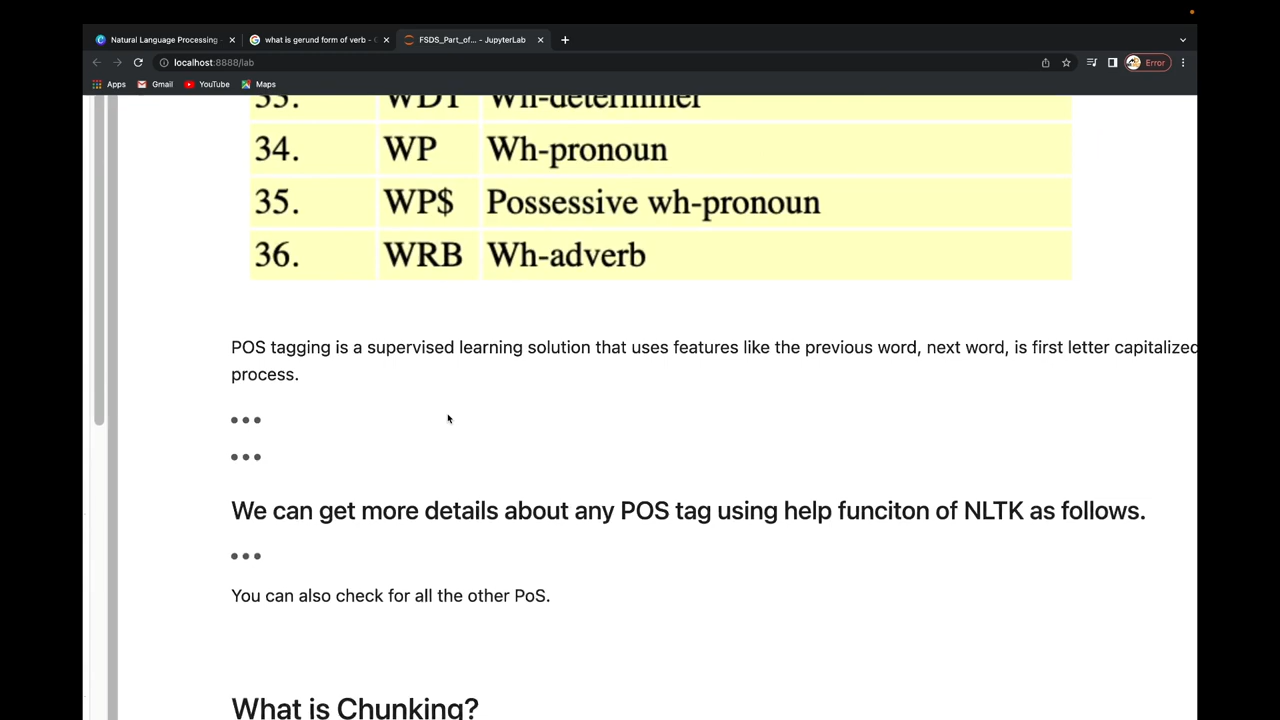 Natural Language Processing
what is gerund form of verb -
FSDS_Part_of... - JupyterLab
localhost:8888/lab
Error
Apps
Gmail
YouTube
Maps
33. WDT Wh-determiner
34. WP Wh-pronoun
35. WP$ Possessive wh-pronoun
36. WRB Wh-adverb
POS tagging is a supervised learning solution that uses features like the previous word, next word, is first letter capitalized
process.
We can get more details about any POS tag using help funciton of NLTK as follows.
You can also check for all the other PoS.
What is Chunking?